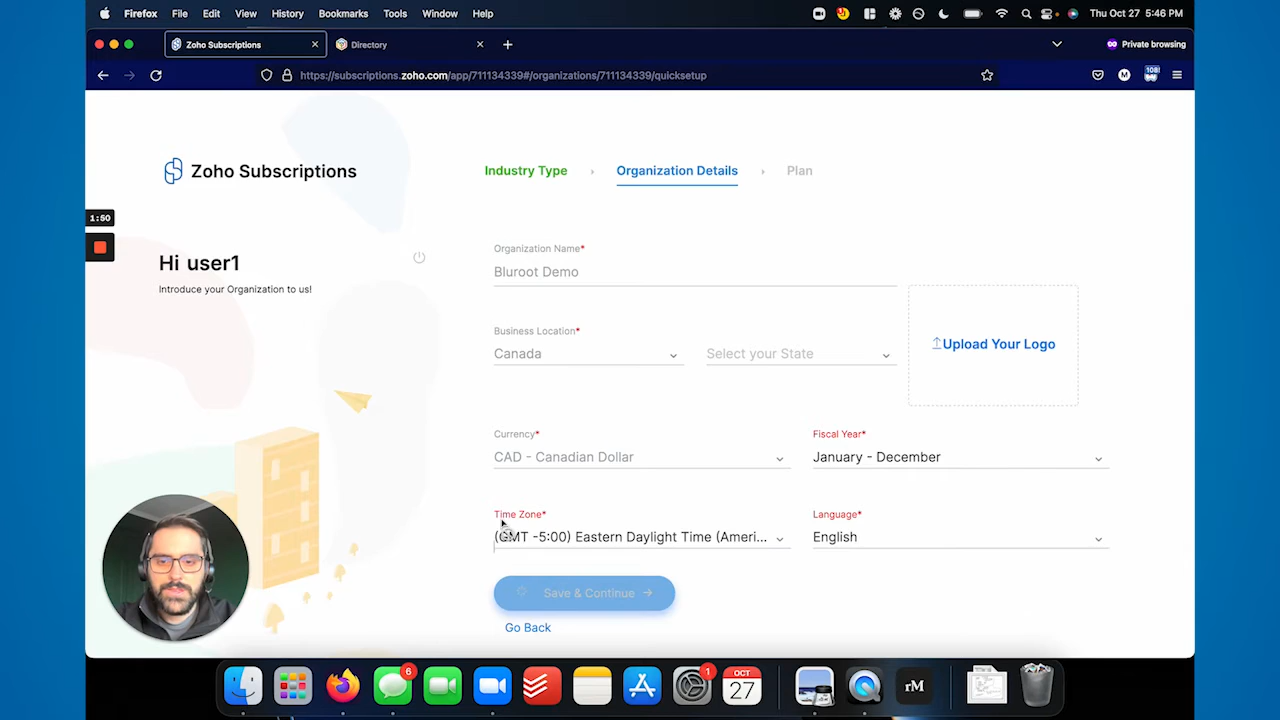 Firefox File Edit View History Bookmarks Tools Window Help Thu Oct 27 5:46 PM
Zoho Subscriptions Directory Private browsing
https://subscriptions.zoho.com/app/711134339#/organizations/711134339/quicksetup
108
Zoho Subscriptions
Industry Type Organization Details Plan
1:50
Hi user1
Introduce your Organization to us!
Organization Name*
Bluroot Demo
Business Location*
Canada Select your State
Upload Your Logo
Currency* Fiscal Year*
CAD - Canadian Dollar January - December
Time Zone* Language*
(GMT -5:00) Eastern Daylight Time (Ameri... English
Save & Continue
Go Back
6 1 OCT
27 rM